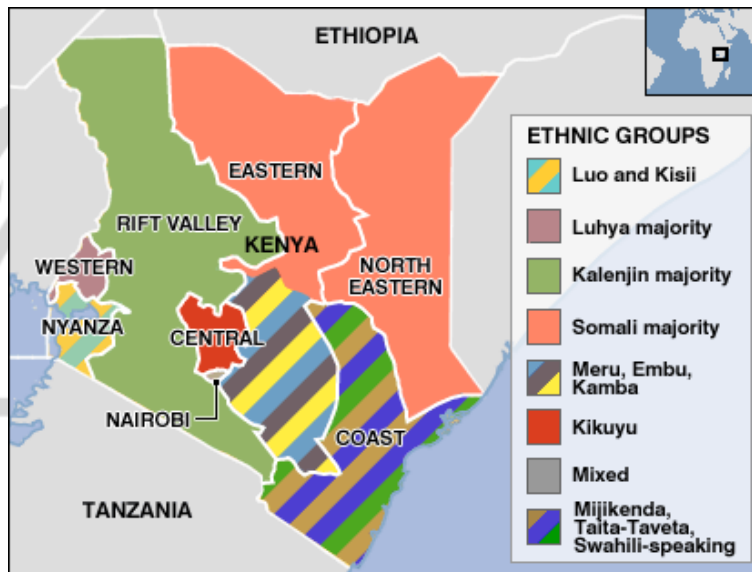 ETHIOPIA
EASTERN
RIFT VALLEY
KENYA
WESTERN
NORTH
EASTERN
NYANZA
CENTRAL
NAIROBI
COAST
TANZANIA
ETHNIC GROUPS
Luo and Kisii
Luhya majority
Kalenjin majority
Somali majority
Meru, Embu,
Kamba
Kikuyu
Mixed
Mijikenda,
Taita-Taveta,
Swahili-speaking